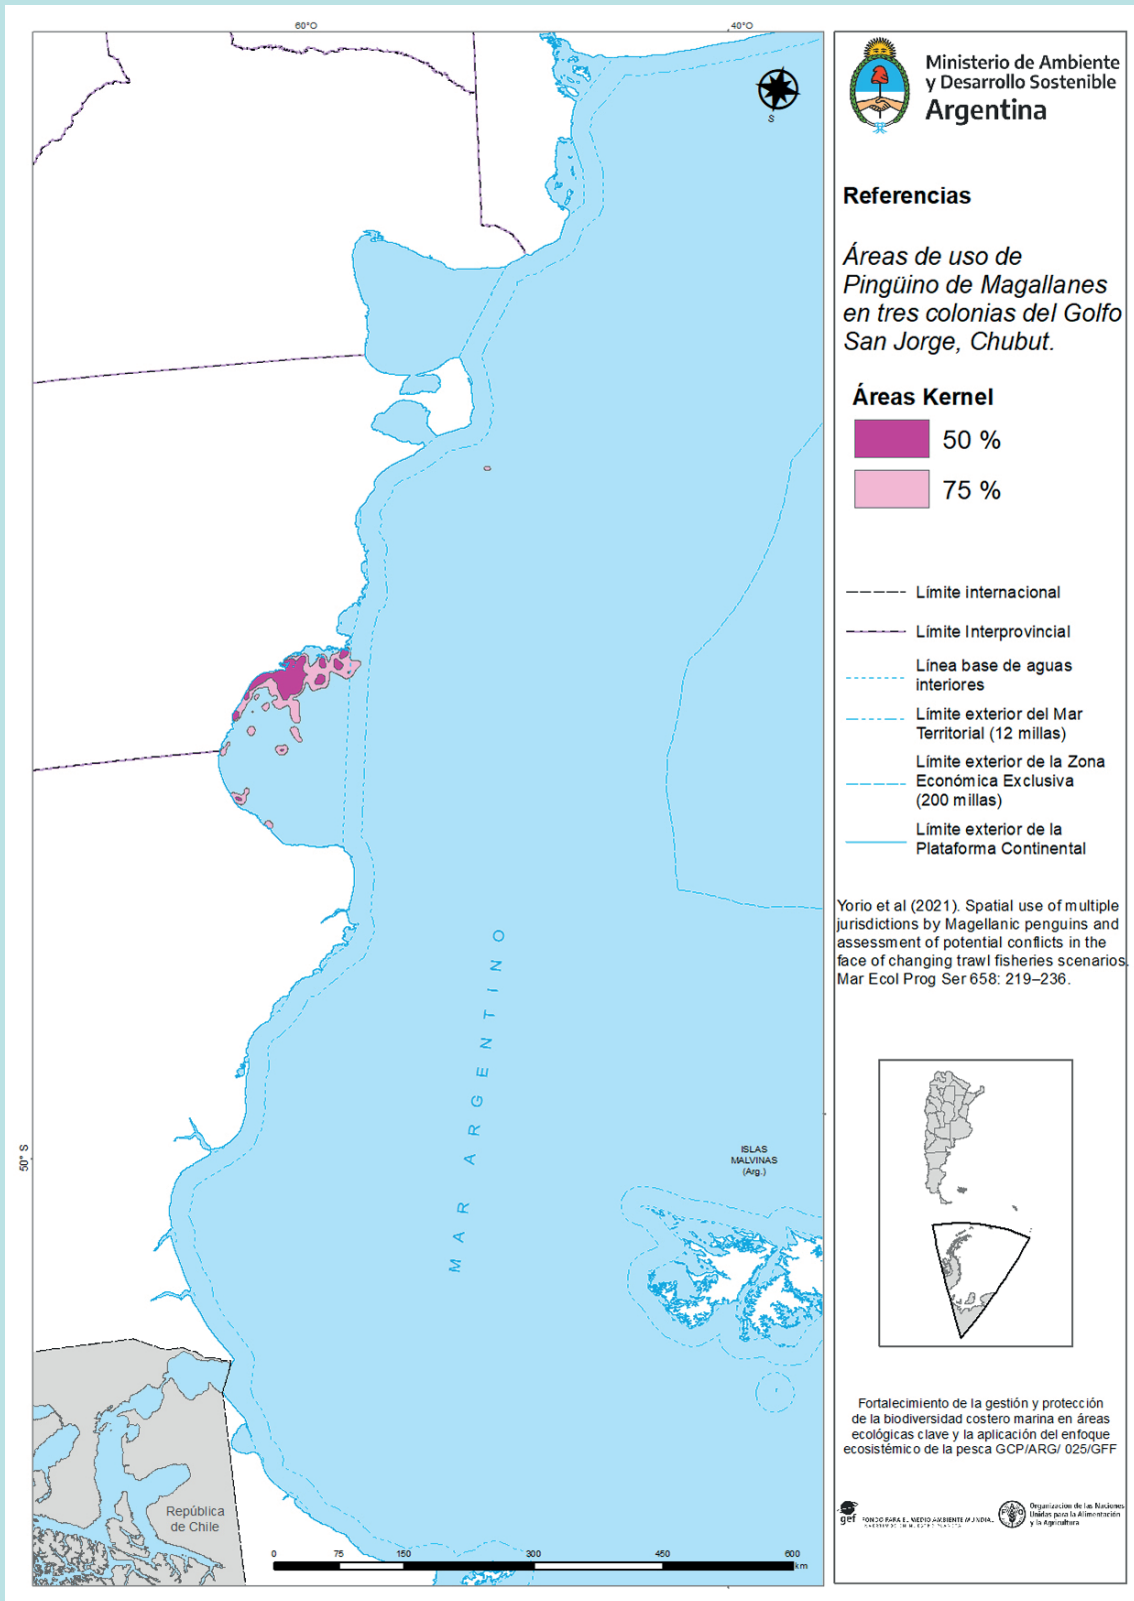 60°O
40°O
S
50° S
MAR ARGENTINO
ISLAS
MALVINAS
(Arg.)
República
de Chile
0 75 150 300 450 600
km
Ministerio de Ambiente
y Desarrollo Sostenible
Argentina
Referencias
Áreas de uso de
Pingüino de Magallanes
en tres colonias del Golfo
San Jorge, Chubut.
Áreas Kernel
50 %
75 %
Límite internacional
Límite Interprovincial
Línea base de aguas
interiores
Límite exterior del Mar
Territorial (12 millas)
Límite exterior de la Zona
Económica Exclusiva
(200 millas)
Límite exterior de la
Plataforma Continental
Yorio et al (2021). Spatial use of multiple
jurisdictions by Magellanic penguins and
assessment of potential conflicts in the
face of changing trawl fisheries scenarios.
Mar Ecol Prog Ser 658: 219–236.
Fortalecimiento de la gestión y protección
de la biodiversidad costero marina en áreas
ecológicas clave y la aplicación del enfoque
ecosistémico de la pesca GCP/ARG/ 025/GFF
gef
FONDO PARA EL MEDIO AMBIENTE MUNDIAL
Organización de las Naciones
Unidas para la Alimentación
y la Agricultura